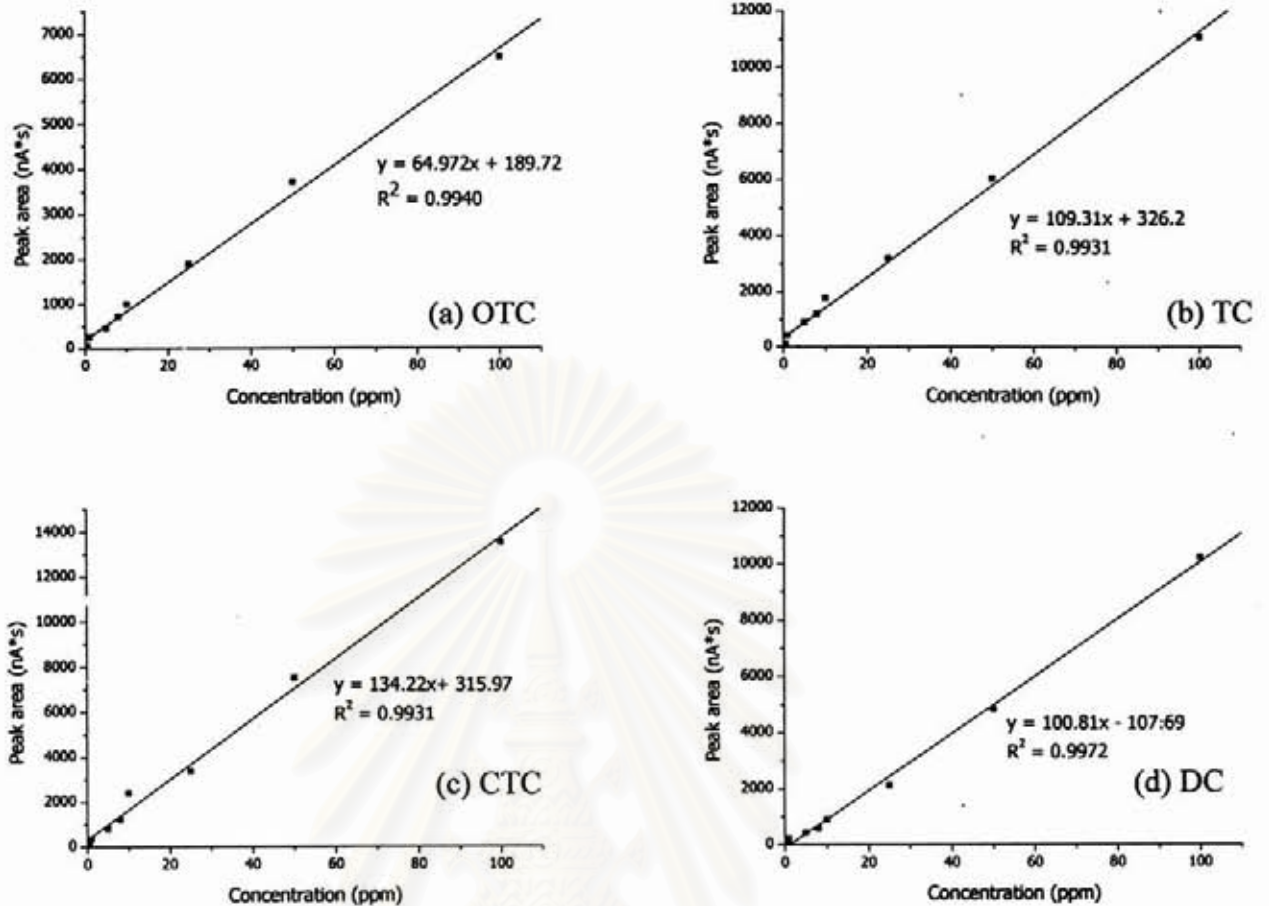 7000
6000
5000
4000
3000
2000
1000
0
Peak area (nA*s)
y = 64.972x + 189.72
R² = 0.9940
(a) OTC
0 20 40 60 80 100
Concentration (ppm)
12000
10000
8000
6000
4000
2000
0
Peak area (nA*s)
y = 109.31x + 326.2
R² = 0.9931
(b) TC
0 20 40 60 80 100
Concentration (ppm)
14000
12000
10000
8000
6000
4000
2000
0
Peak area (nA*s)
y = 134.22x+ 315.97
R² = 0.9931
(c) CTC
0 20 40 60 80 100
Concentration (ppm)
12000
10000
8000
6000
4000
2000
0
Peak area (nA*s)
y = 100.81x - 107:69
R² = 0.9972
(d) DC
0 20 40 60 80 100
Concentration (ppm)